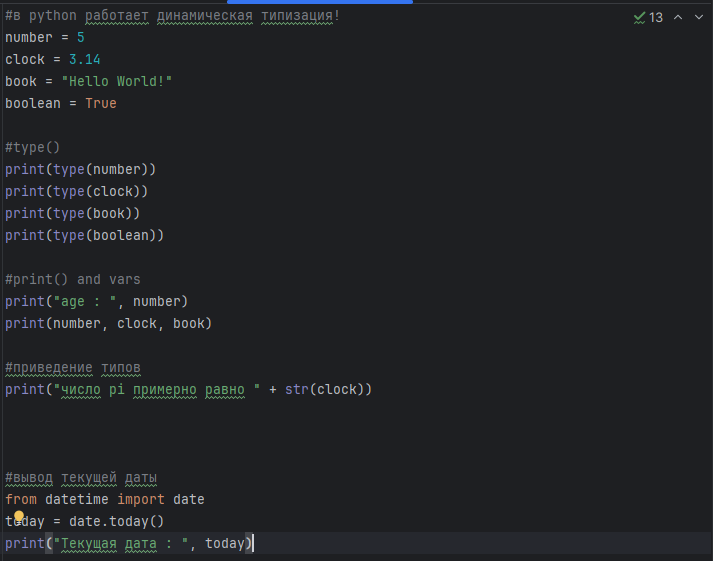 #в python работает динамическая типизация!
13
number = 5
clock = 3.14
book = "Hello World!"
boolean = True
#type()
print(type(number))
print(type(clock))
print(type(book))
print(type(boolean))
#print() and vars
print("age : ", number)
print(number, clock, book)
#приведение типов
print("число pi примерно равно " + str(clock))
#вывод текущей даты
from datetime import date
today = date.today()
print("Текущая дата : ", today)